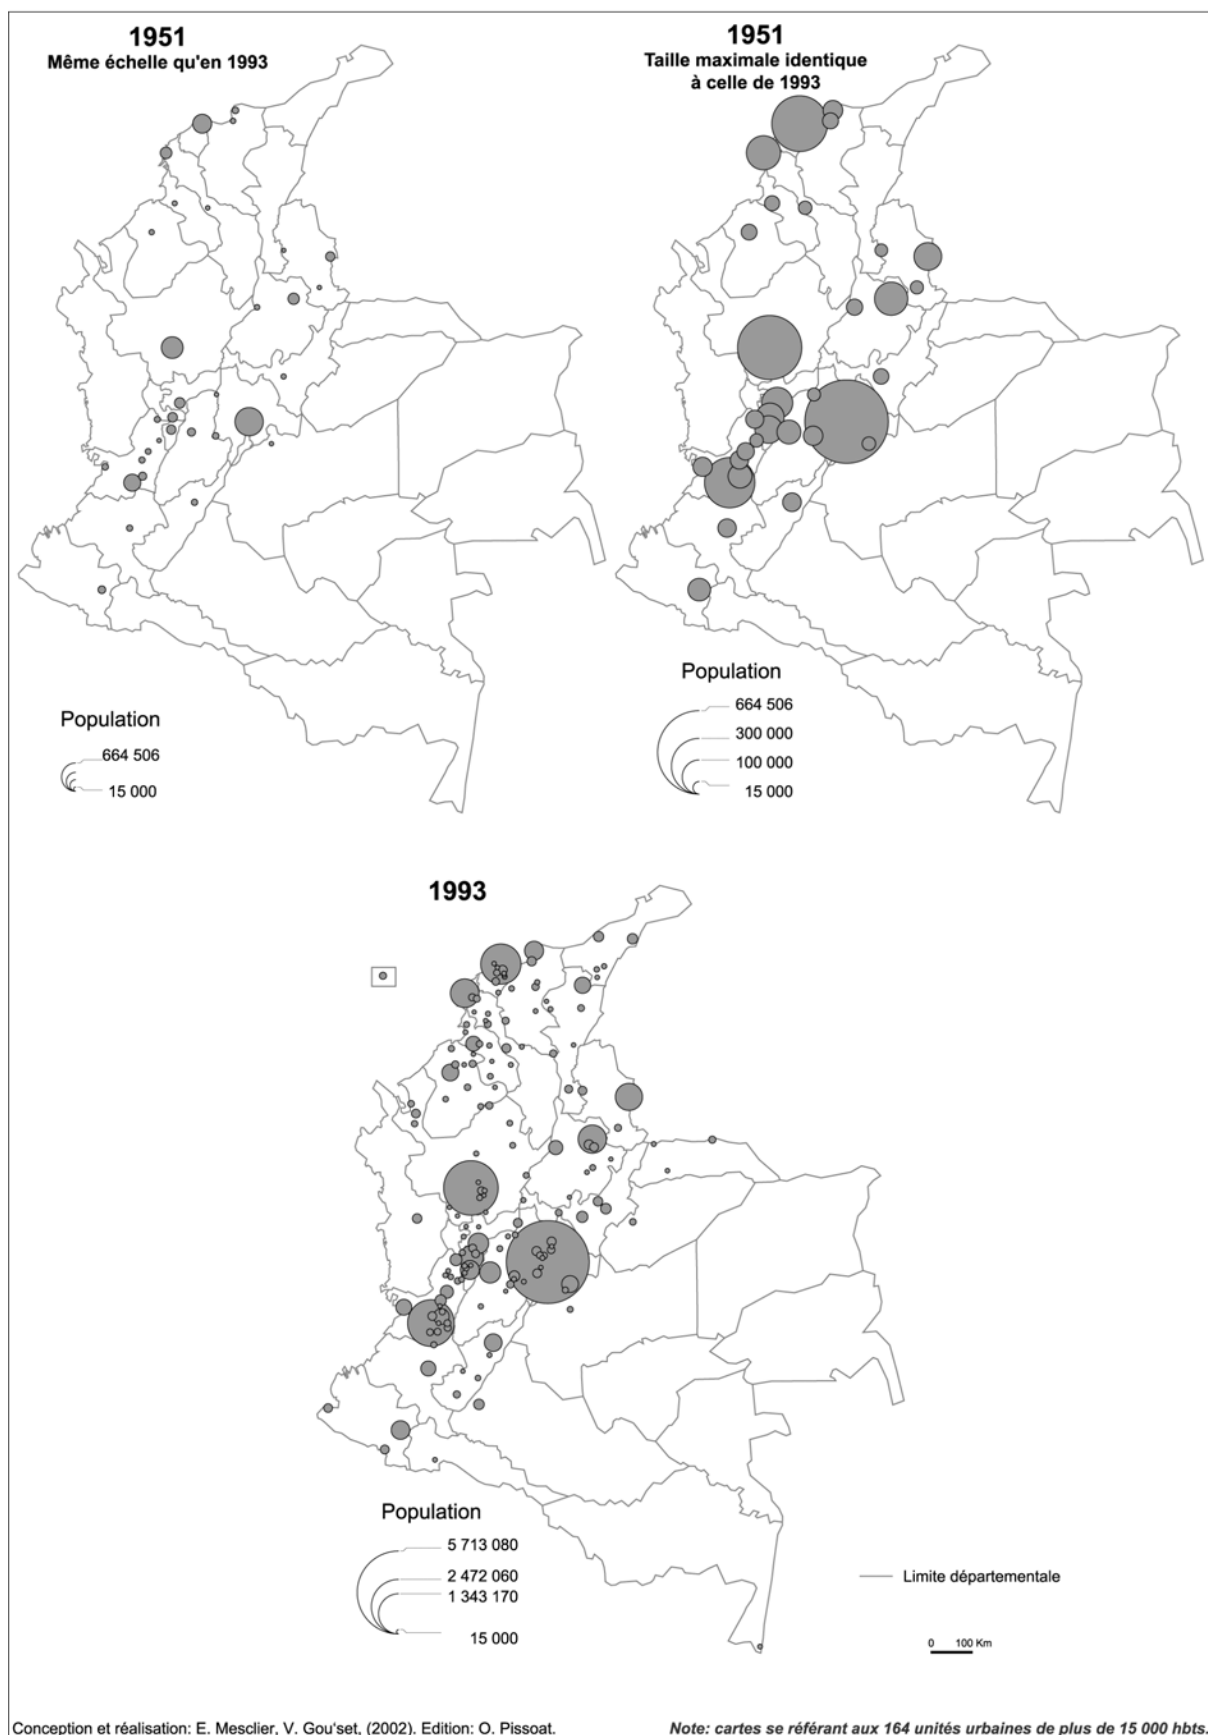 1951
Même échelle qu'en 1993
1951
Taille maximale identique
à celle de 1993
Population
664 506
15 000
Population
664 506
300 000
100 000
15 000
1993
Population
5 713 080
2 472 060
1 343 170
15 000
Limite départementale
0 100 Km
Conception et réalisation: E. Mesclier, V. Gou‘set, (2002). Edition: O. Pissoat.
Note: cartes se référant aux 164 unités urbaines de plus de 15 000 hbts.